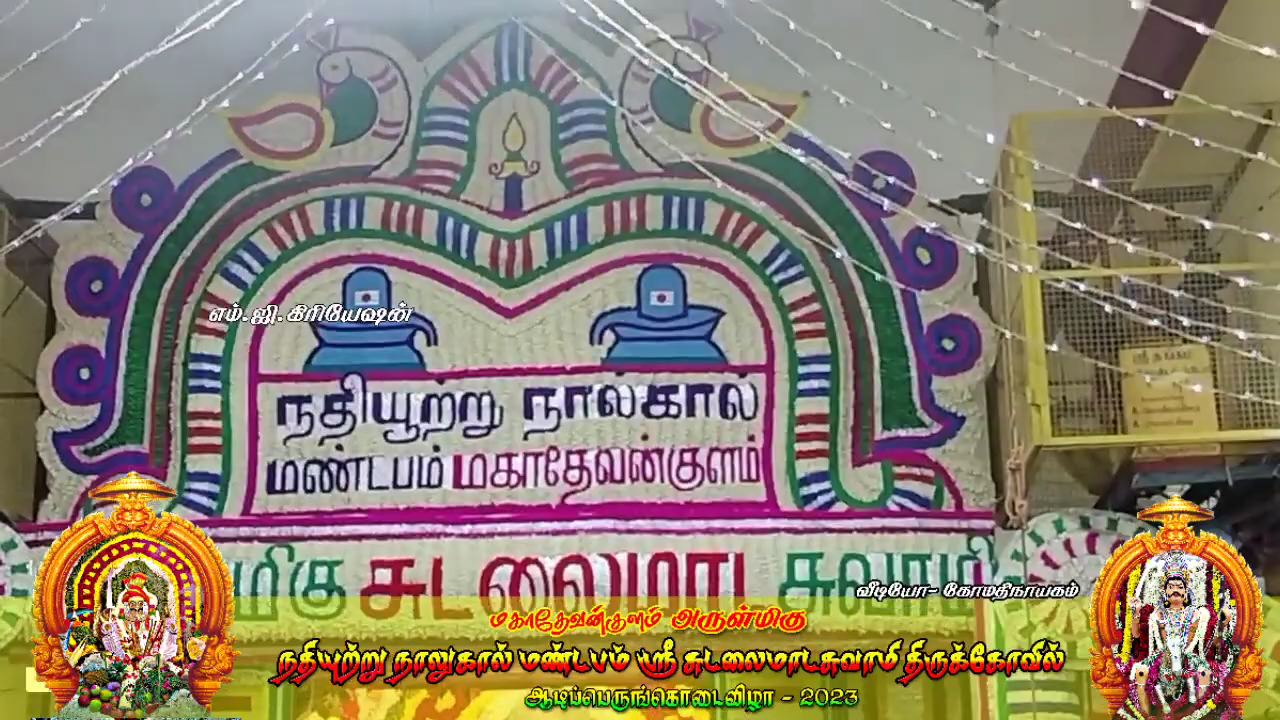 எம்.ஜி.கிரியேஷன்
நதியூற்று நால்கால்
மண்டபம் மகாதேவன்குளம்
மிகு சுடலைமாட சுவாமி
வீடியோ- கோமதிநாயகம்
மகாதேவன்குளம் அருள்மிகு
நதியுற்று நாலுகால் மண்டபம் ஸ்ரீ சுடலைமாடசுவாமி திருக்கோவில்
ஆடிப்பெருங்கொடைவிழா - 2023